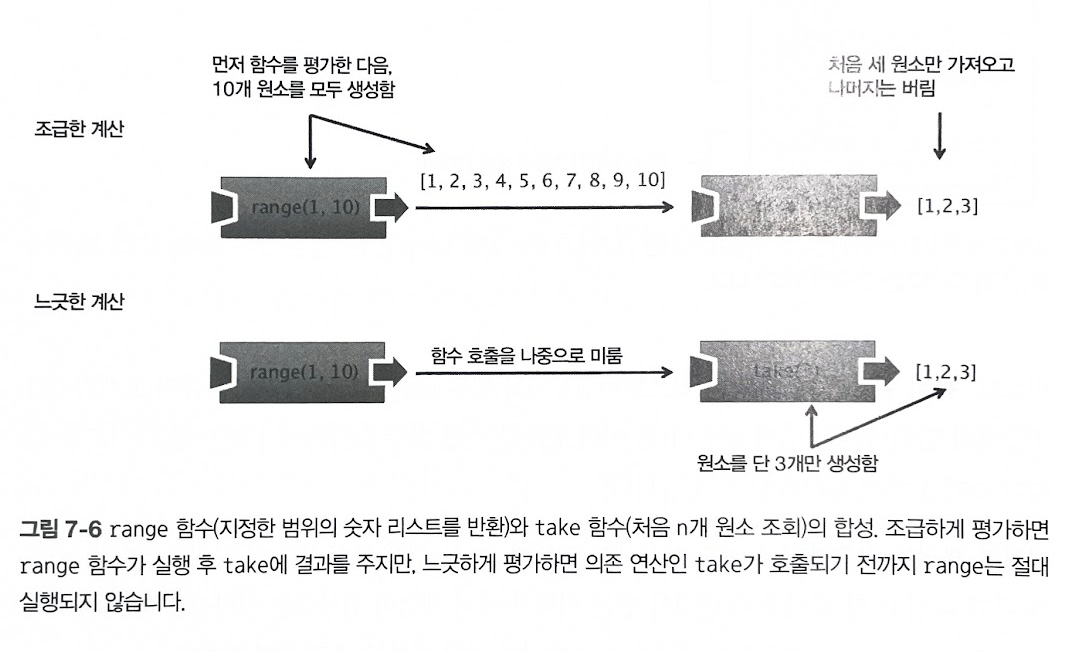 먼저 함수를 평가한 다음,
10개 원소를 모두 생성함
처음 세 원소만 가져오고
나머지는 버림
조급한 계산
range(1, 10)
[1, 2, 3, 4, 5, 6, 7, 8, 9, 10]
[1,2,3]
느긋한 계산
range(1, 10)
함수 호출을 나중으로 미룸
[1,2,3]
원소를 단 3개만 생성함
그림 7-6 range 함수(지정한 범위의 숫자 리스트를 반환)와 take 함수(처음 n개 원소 조회)의 합성. 조급하게 평가하면
range 함수가 실행 후 take에 결과를 주지만, 느긋하게 평가하면 의존 연산인 take가 호출되기 전까지 range는 절대
실행되지 않습니다.